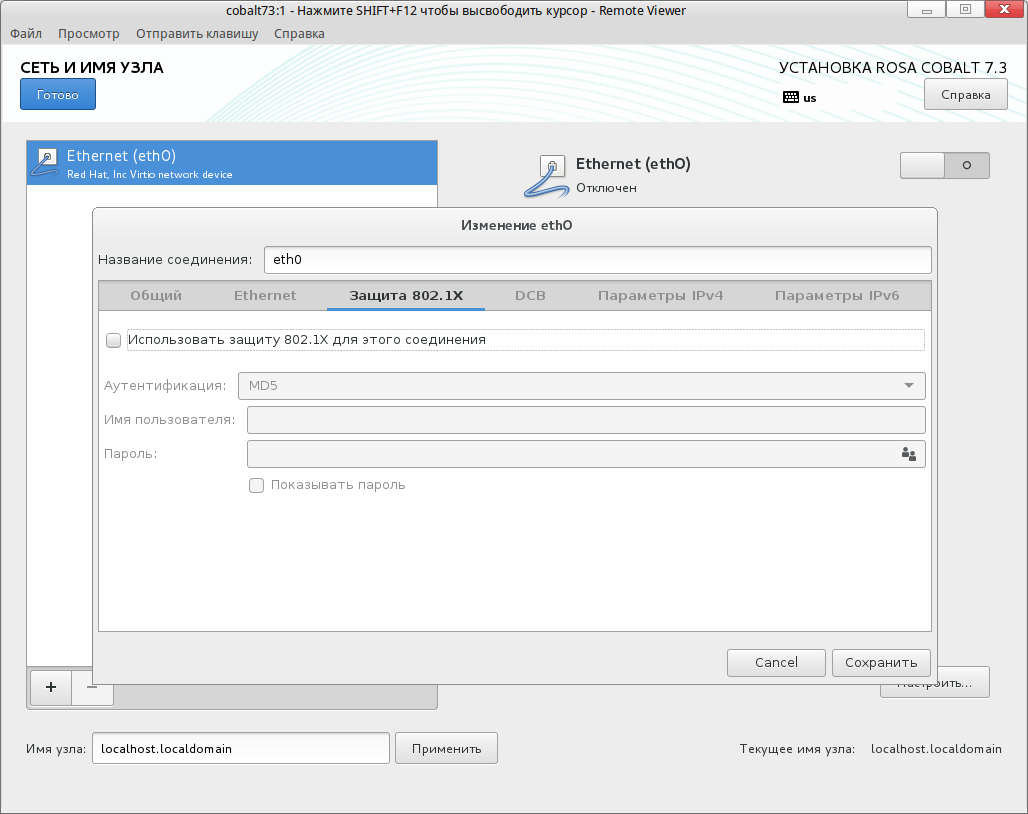 cobalt73:1 - Нажмите SHIFT+F12 чтобы высвободить курсор - Remote Viewer
Файл Просмотр Отправить клавишу Справка
СЕТЬ И ИМЯ УЗЛА
УСТАНОВКА ROSA COBALT 7.3
Готово
us
Справка
Ethernet (eth0)
Red Hat, Inc Virtio network device
Ethernet (eth0)
Отключен
Изменение eth0
Название соединения: eth0
Общий Ethernet Защита 802.1X DCB Параметры IPv4 Параметры IPv6
Использовать защиту 802.1X для этого соединения
Аутентификация: MD5
Имя пользователя:
Пароль:
Показывать пароль
Cancel Сохранить
+ − Настроить...
Имя узла: localhost.localdomain Применить Текущее имя узла: localhost.localdomain